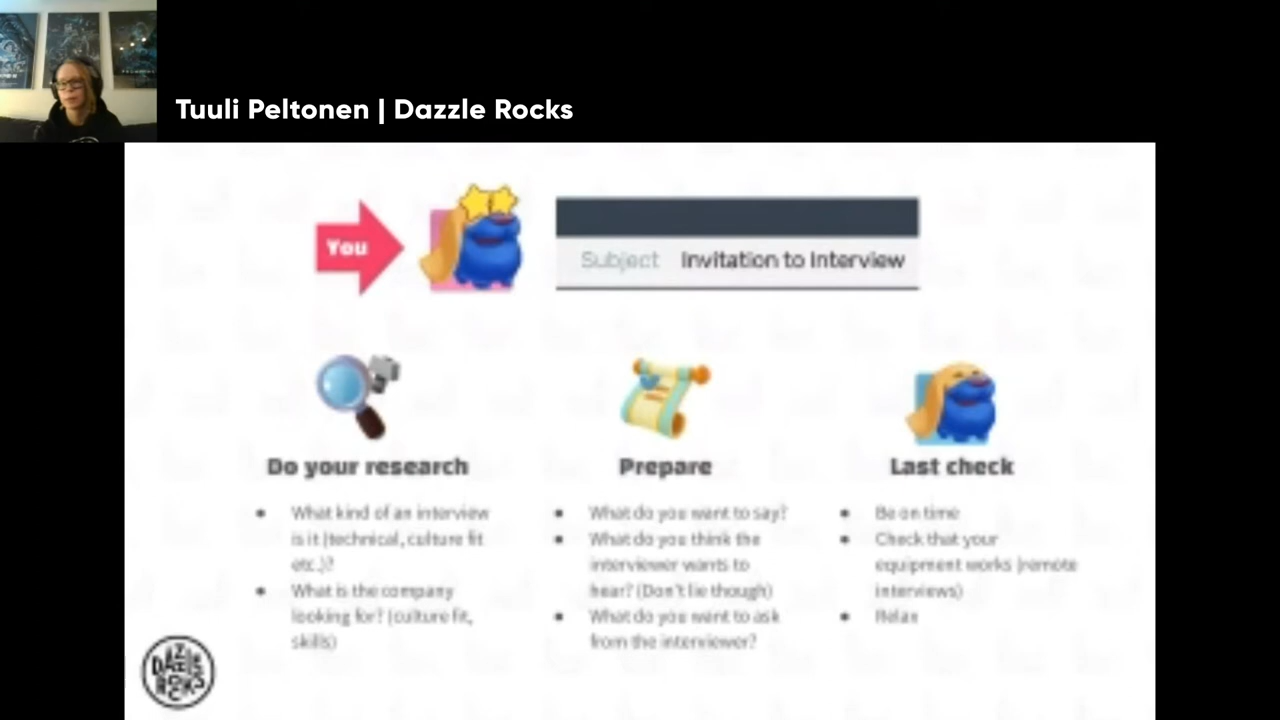 Tuuli Peltonen | Dazzle Rocks
You
Subject Invitation to Interview
Do your research
What kind of an interview
is it (technical, culture fit
etc.)?
What is the company
looking for? (culture fit,
skills)
Prepare
What do you want to say?
What do you think the
interviewer wants to
hear? (Don't lie though)
What do you want to ask
from the interviewer?
Last check
Be on time
Check that your
equipment works (remote
interviews)
Relax
DAZZLE
ROCKS